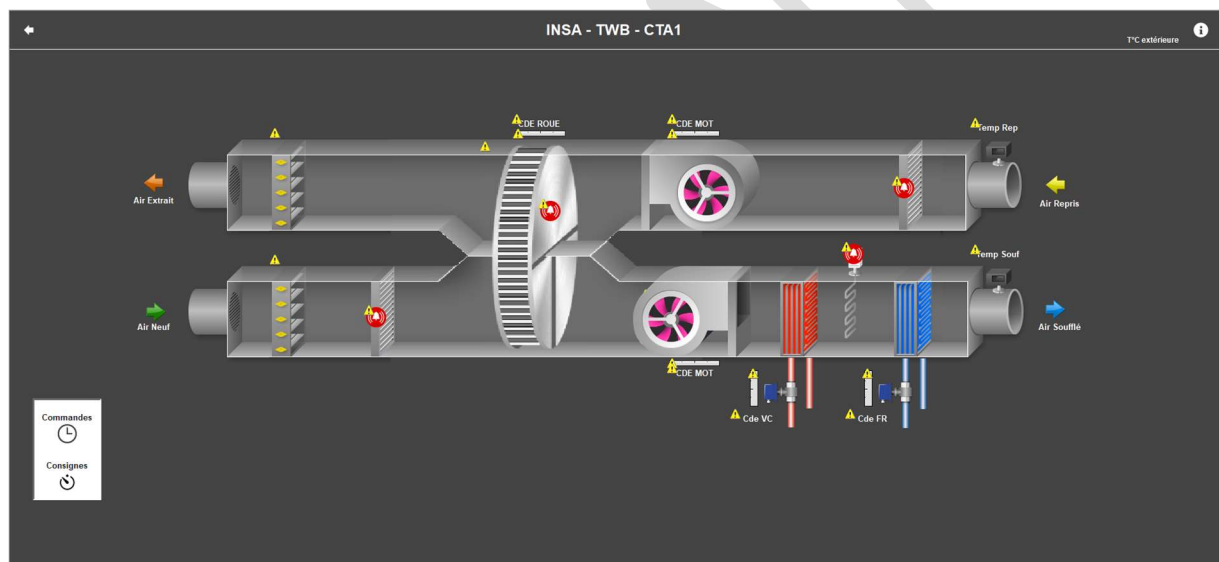 INSA - TWB - CTA1
T°C extérieure
CDE ROUE
CDE MOT
Temp Rep
Air Extrait
Air Repris
Temp Souf
Air Neuf
Air Soufflé
CDE MOT
Cde VC
Cde FR
Commandes
Consignes